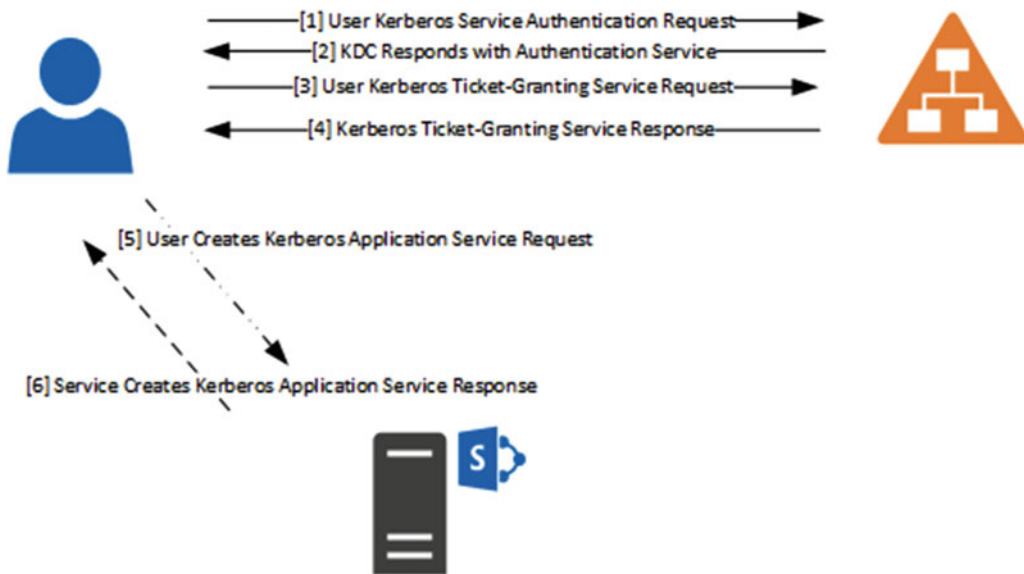 [1] User Kerberos Service Authentication Request
[2] KDC Responds with Authentication Service
[3] User Kerberos Ticket-Granting Service Request
[4] Kerberos Ticket-Granting Service Response
[5] User Creates Kerberos Application Service Request
[6] Service Creates Kerberos Application Service Response
S